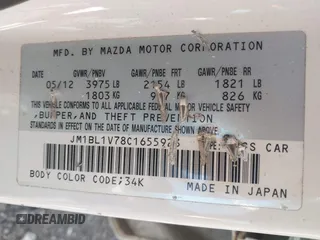 MFD. BY MAZDA MOTOR CORPORATION
GVWR/PNBV GAWR/PNBE FRT GAWR/PNBE RR
05/12 3975 LB 2154 LB 1821 LB
1803 KG KG 826 KG
THIS VEHICLE CONFORMS TO ALL APPLICABLE
FEDERAL MOTOR VEHICLE SAFETY,
BUMPER, AND THEFT PREVENTION
STANDARDS IN EFFECT ON THE DATE OF
MANUFACTURE SHOWN ABOVE.
CAR
BODY COLOR CODE;34K MADE IN JAPAN
DREAMBID